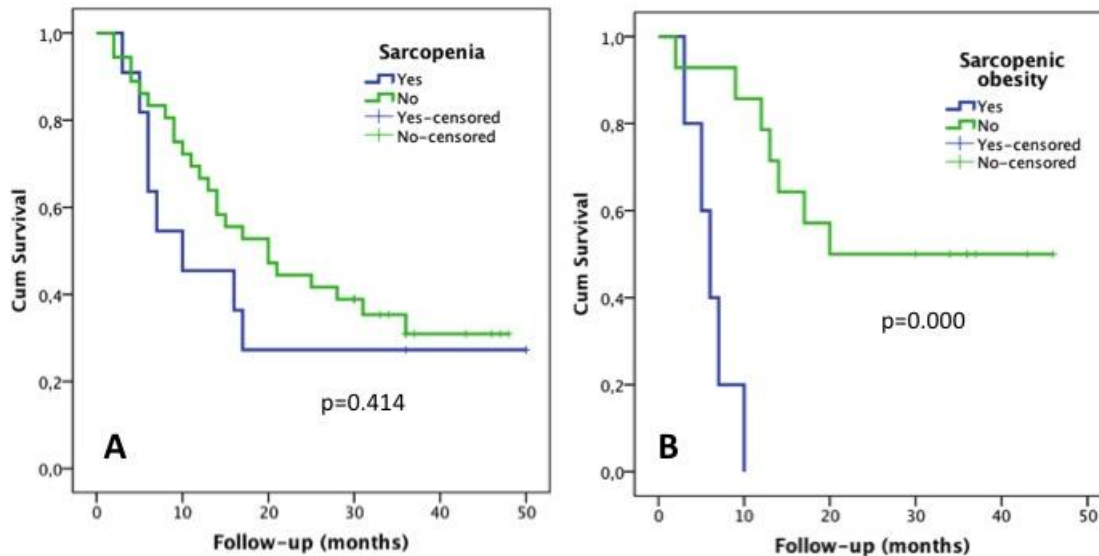 Sarcopenia
Yes
No
Yes-censored
No-censored
1,0
0,8
0,6
0,4
0,2
0,0
Cum Survival
p=0.414
A
0 10 20 30 40 50
Follow-up (months)
Sarcopenic
obesity
Yes
No
Yes-censored
No-censored
1,0
0,8
0,6
0,4
0,2
0,0
Cum Survival
p=0.000
B
0 10 20 30 40 50
Follow-up (months)